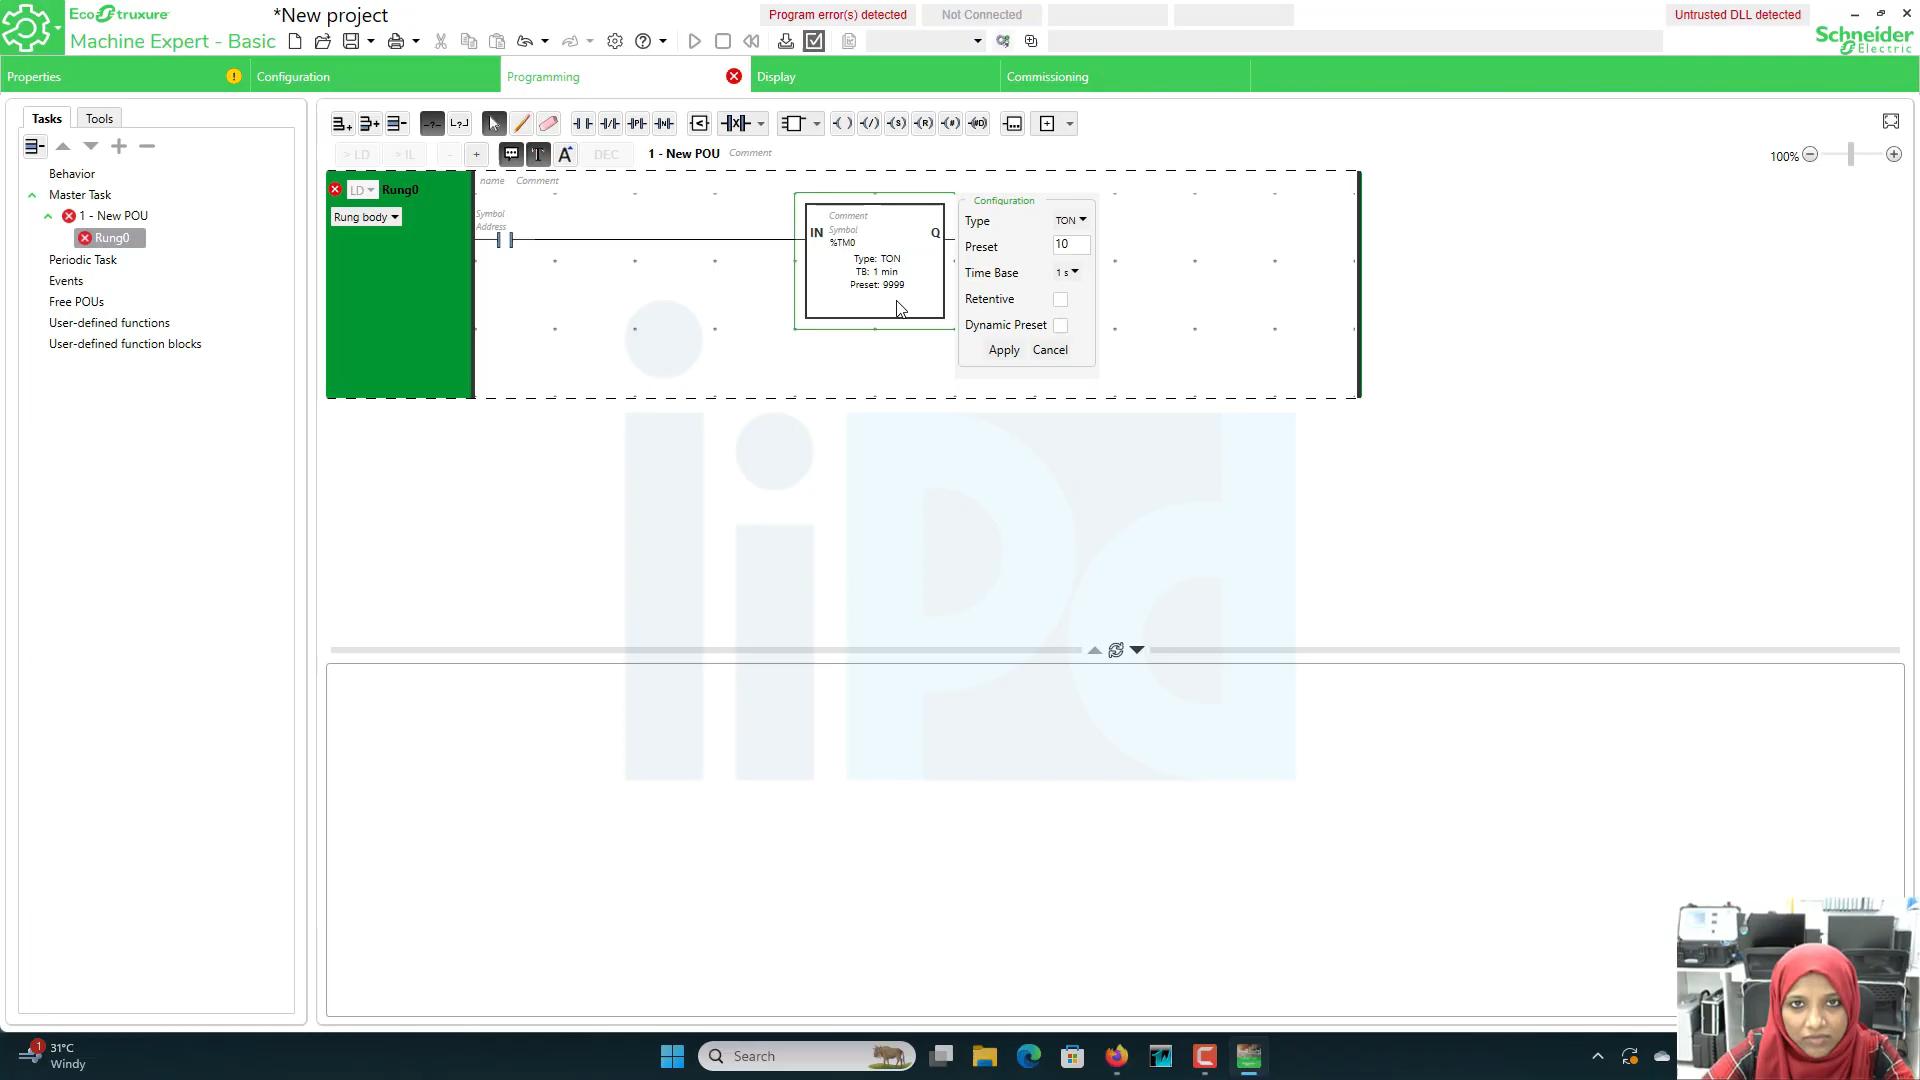 EcoStruxure
Machine Expert - Basic
*New project
Program error(s) detected
Not Connected
Untrusted DLL detected
Schneider
Electric
Properties
Configuration
Programming
Display
Commissioning
Tasks
Tools
Behavior
Master Task
1 - New POU
Rung0
Periodic Task
Events
Free POUs
User-defined functions
User-defined function blocks
> LD
> IL
-
+
T
A
DEC
1 - New POU
Comment
100%
LD
Rung0
name
Comment
Rung body
Symbol
Address
Comment
Symbol
IN
Q
%TM0
Type: TON
TB: 1 min
Preset: 9999
Configuration
Type
TON
Preset
10
Time Base
1 s
Retentive
Dynamic Preset
Apply
Cancel
iiPd
1
31°C
Windy
Search